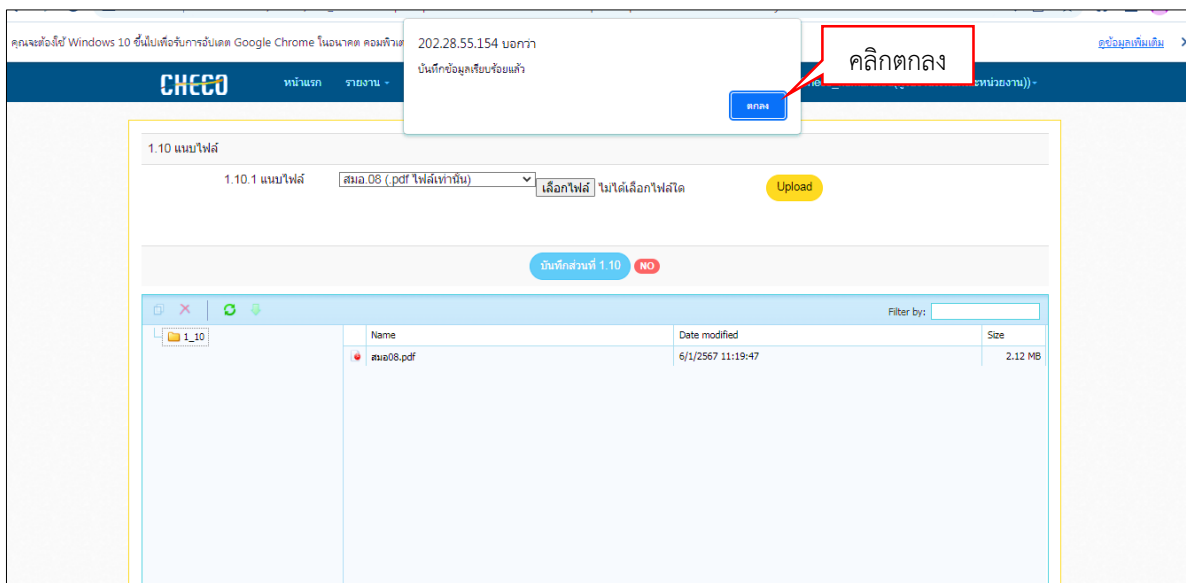 คุณจะต้องใช้ Windows 10 ขึ้นไปเพื่อรับการอัปเดต Google Chrome ในอนาคต
ดูข้อมูลเพิ่มเติม
202.28.55.154 บอกว่า
บันทึกข้อมูลเรียบร้อยแล้ว
ตกลง
คลิกตกลง
CHECO
หน้าแรก
รายงาน
1.10 แนบไฟล์
1.10.1 แนบไฟล์
สมอ.08 (.pdf ไฟล์เท่านั้น)
เลือกไฟล์ ไม่ได้เลือกไฟล์ใด
Upload
บันทึกส่วนที่ 1.10
NO
Filter by:
1_10
Name Date modified Size
สมอ08.pdf 6/1/2567 11:19:47 2.12 MB